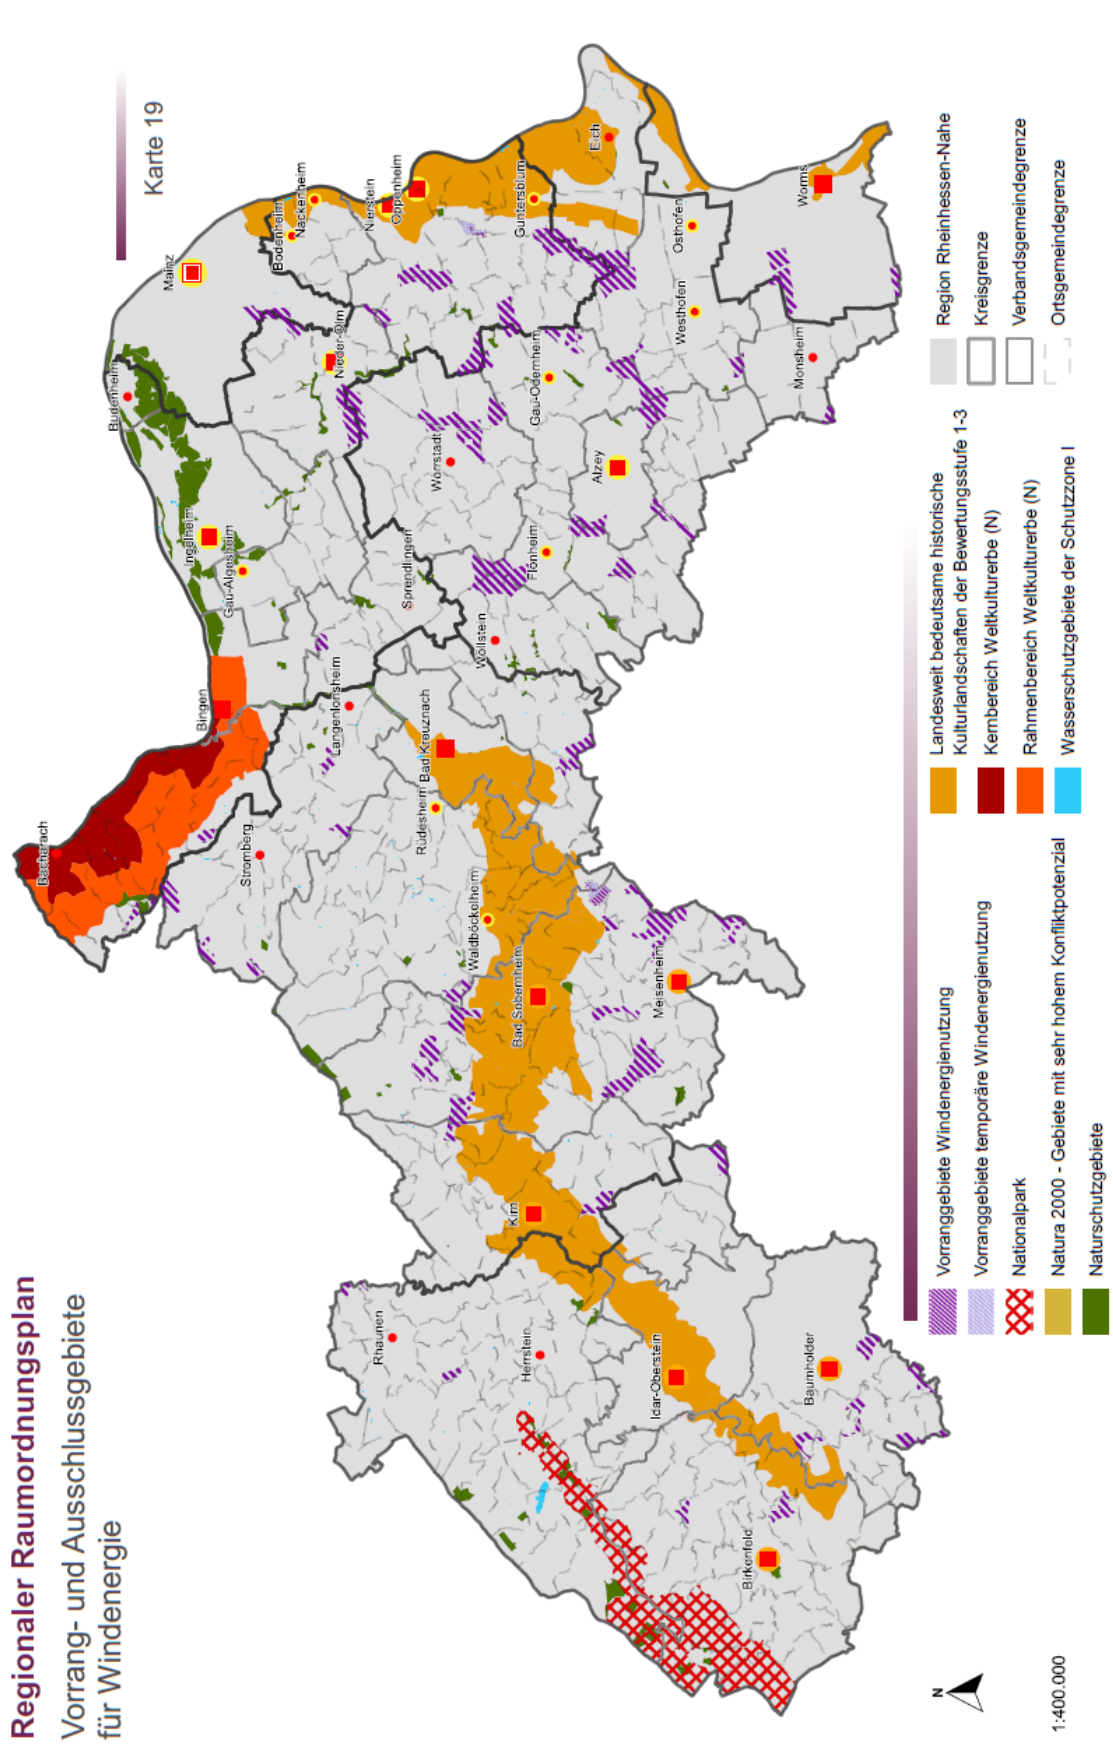 Regionaler Raumordnungsplan
Vorrang- und Ausschlussgebiete
für Windenergie
Karte 19
Bacharach
Bingen
Stromberg
Langenlonsheim
Rüdesheim
Bad Kreuznach
Waldböckelheim
Bad Sobernheim
Meisenheim
Kirn
Rhaunen
Herrstein
Idar-Oberstein
Baumholder
Birkenfeld
Budenheim
Mainz
Ingelheim
Gau-Algesheim
Nieder-Olm
Bodenheim
Nackenheim
Nierstein
Oppenheim
Guntersblum
Eich
Sprendlingen
Wörrstadt
Wöllstein
Flonheim
Gau-Odernheim
Alzey
Westhofen
Osthofen
Monsheim
Worms
N
1:400.000
Vorranggebiete Windenergienutzung
Vorranggebiete temporäre Windenergienutzung
Nationalpark
Natura 2000 - Gebiete mit sehr hohem Konfliktpotenzial
Naturschutzgebiete
Landesweit bedeutsame historische
Kulturlandschaften der Bewertungsstufe 1-3
Kernbereich Weltkulturerbe (N)
Rahmenbereich Weltkulturerbe (N)
Wasserschutzgebiete der Schutzzone I
Region Rheinhessen-Nahe
Kreisgrenze
Verbandsgemeindegrenze
Ortsgemeindegrenze